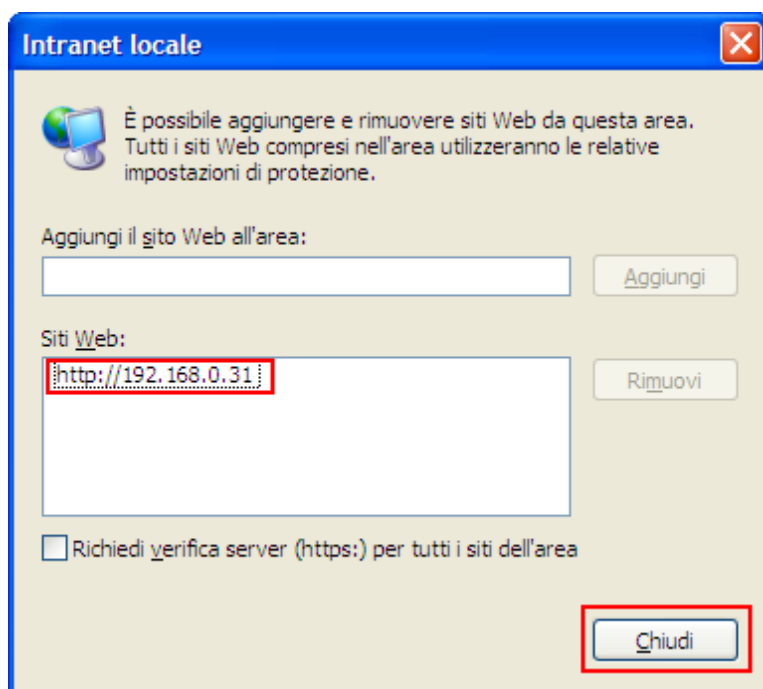 Intranet locale
È possibile aggiungere e rimuovere siti Web da questa area.
Tutti i siti Web compresi nell'area utilizzeranno le relative
impostazioni di protezione.
Aggiungi il sito Web all'area:
Aggiungi
Siti Web:
http://192.168.0.31
Rimuovi
Richiedi verifica server (https:) per tutti i siti dell'area
Chiudi